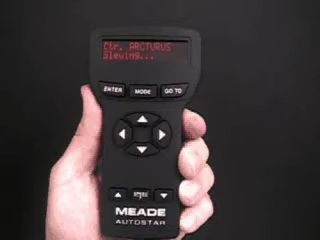 Ctr. ARCTURUS
Slewing...
ENTER MODE GO TO
MEADE
AUTOSTAR